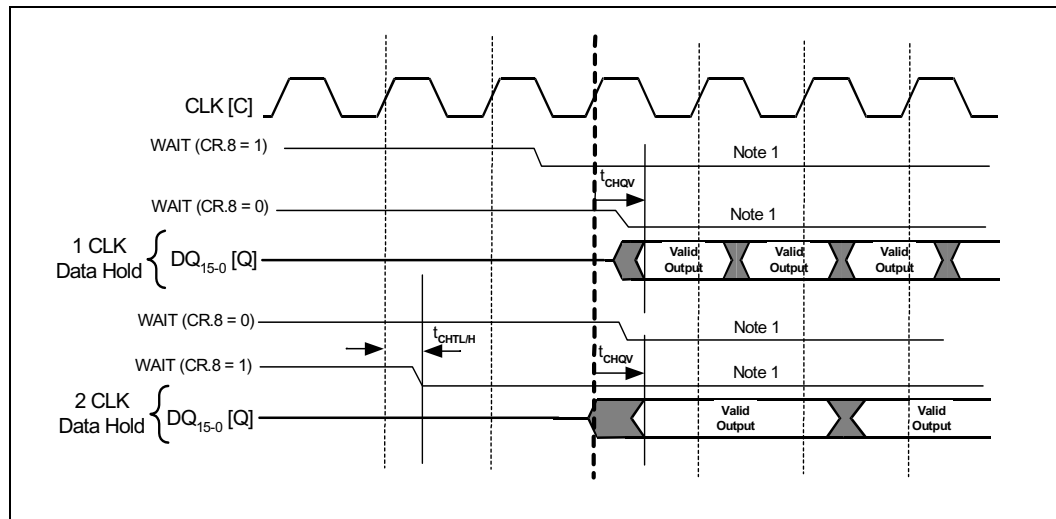 CLK [C]
WAIT (CR.8 = 1)
Note 1
tCHQV
WAIT (CR.8 = 0)
Note 1
1 CLK
Data Hold
DQ15-0 [Q]
Valid
Output
Valid
Output
Valid
Output
WAIT (CR.8 = 0)
tCHTL/H
Note 1
tCHQV
WAIT (CR.8 = 1)
Note 1
2 CLK
Data Hold
DQ15-0 [Q]
Valid
Output
Valid
Output